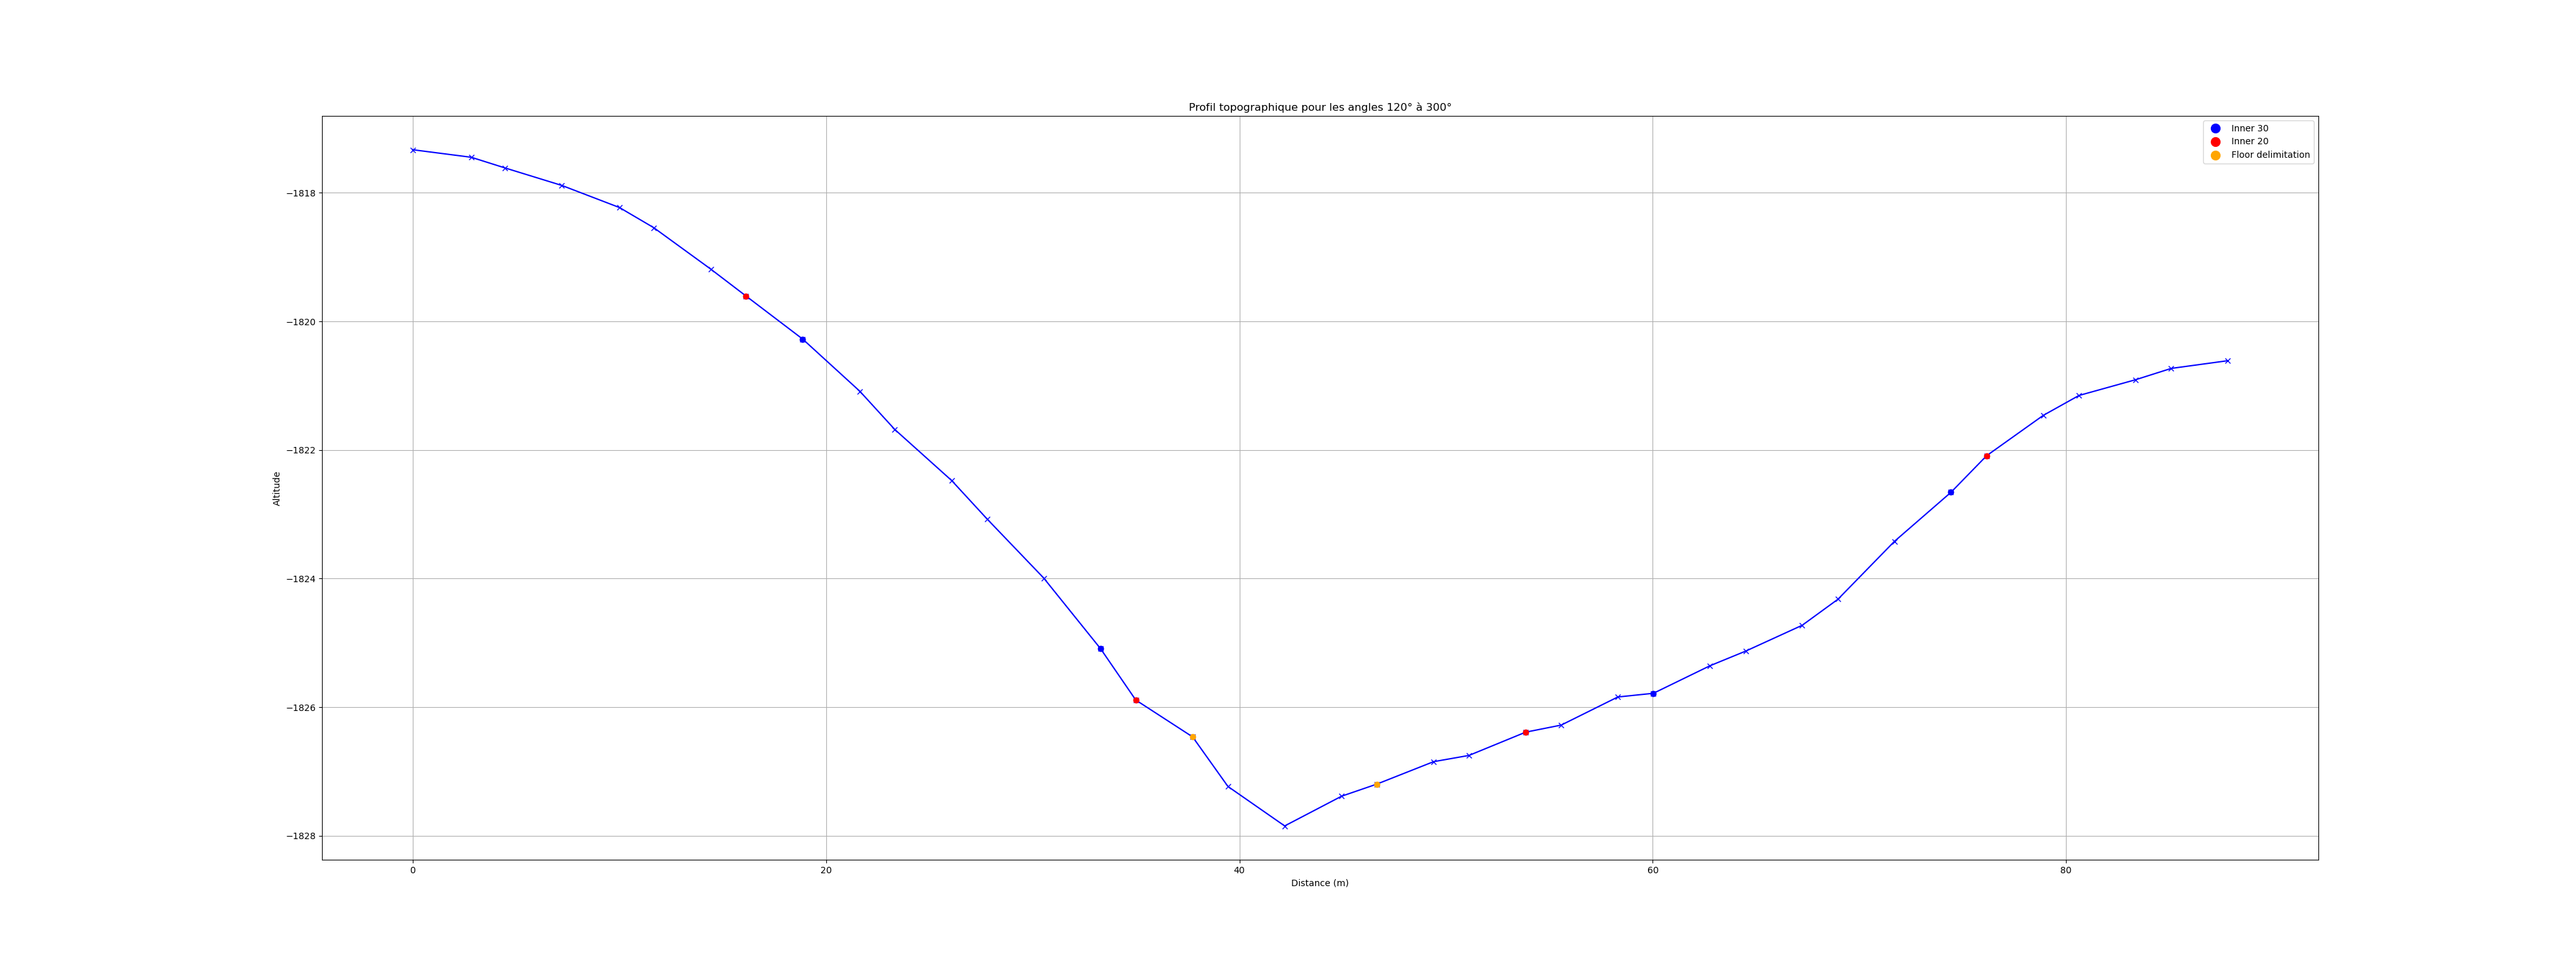 Profil topographique pour les angles 120° à 300°
Inner 30
Inner 20
Floor delimitation
Altitude
−1818
−1820
−1822
−1824
−1826
−1828
0
20
40
60
80
Distance (m)